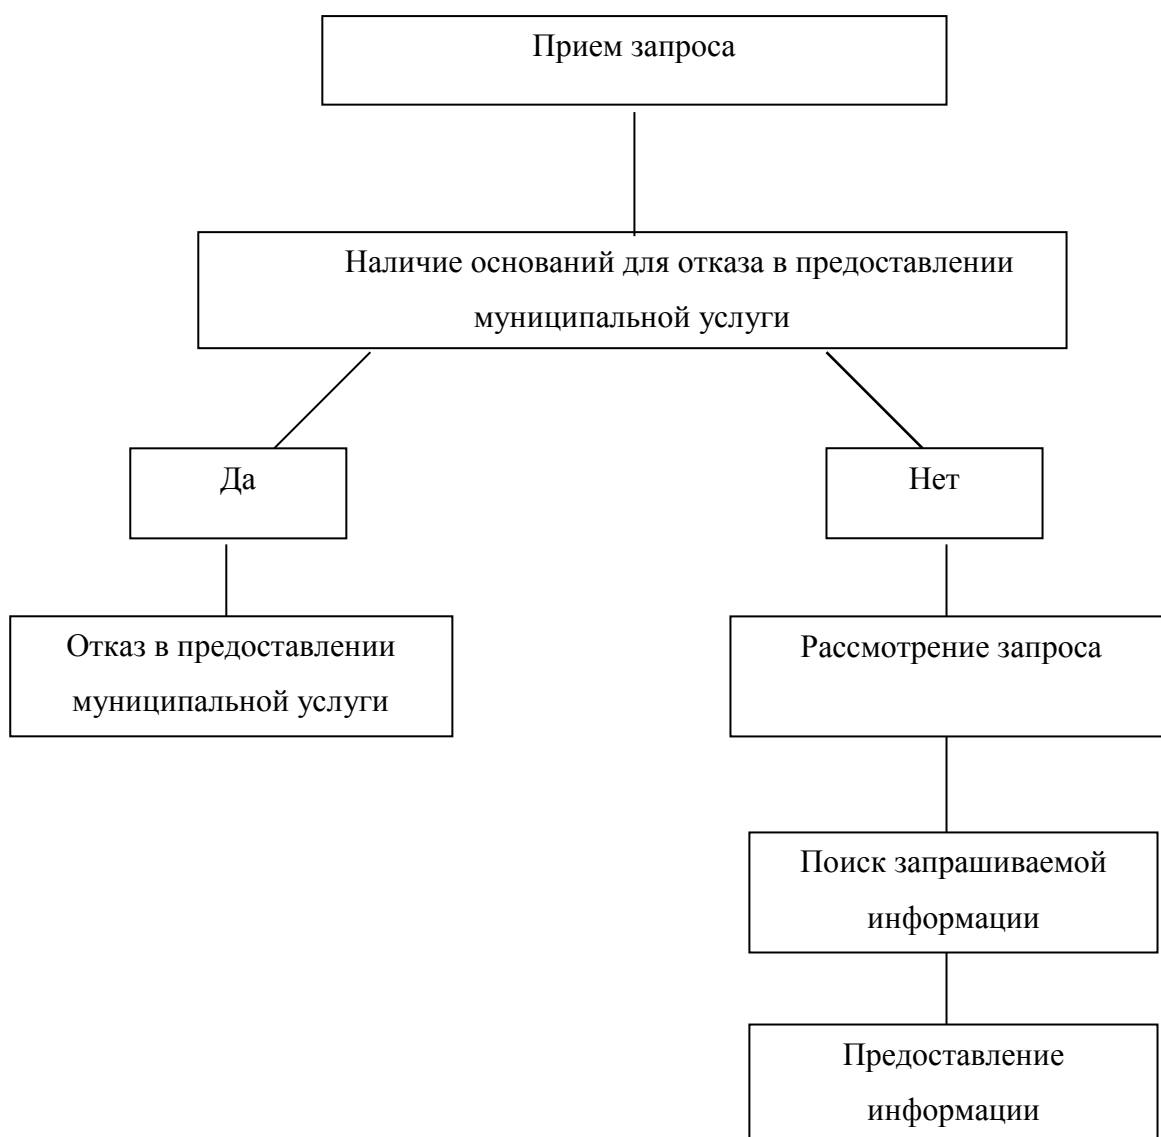 Прием запроса
Наличие оснований для отказа в предоставлении
муниципальной услуги
Да
Нет
Отказ в предоставлении
муниципальной услуги
Рассмотрение запроса
Поиск запрашиваемой
информации
Предоставление
информации